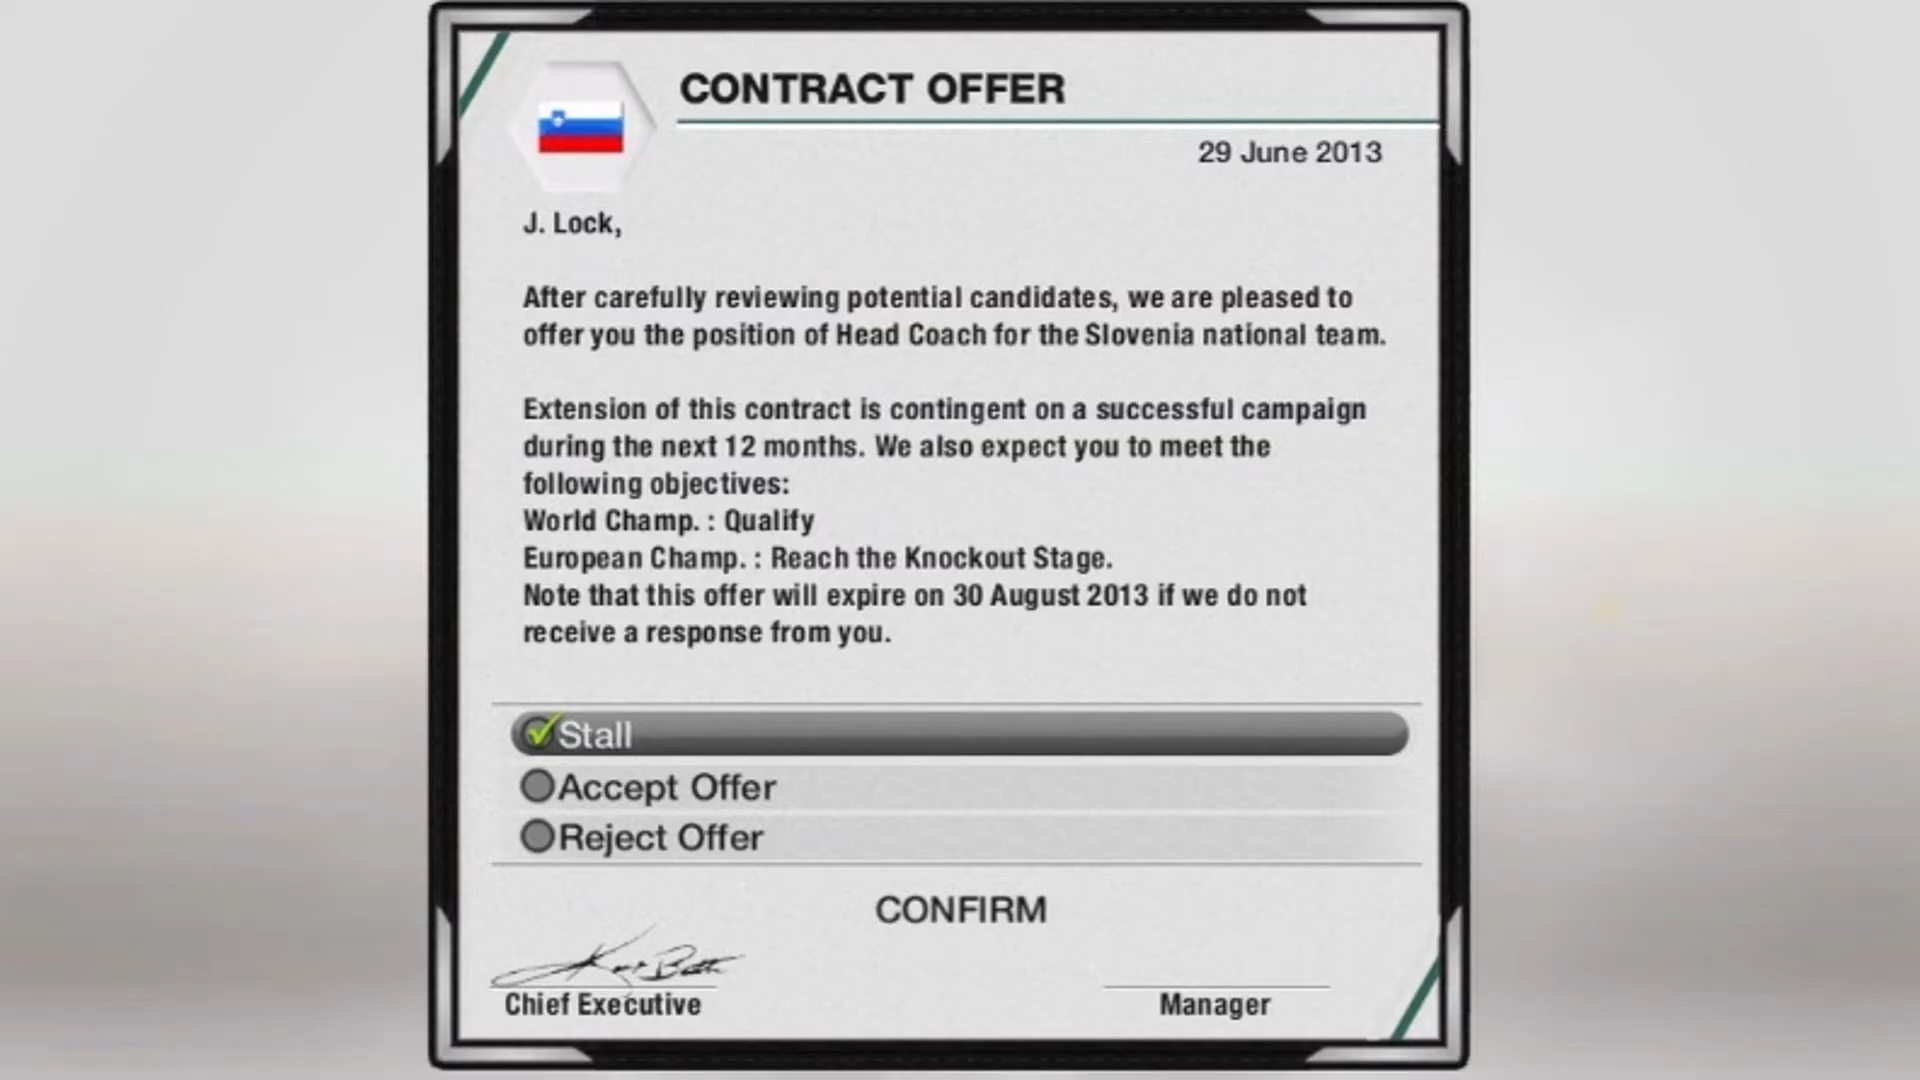 CONTRACT OFFER
29 June 2013
J. Lock,
After carefully reviewing potential candidates, we are pleased to
offer you the position of Head Coach for the Slovenia national team.
Extension of this contract is contingent on a successful campaign
during the next 12 months. We also expect you to meet the
following objectives:
World Champ. : Qualify
European Champ. : Reach the Knockout Stage.
Note that this offer will expire on 30 August 2013 if we do not
receive a response from you.
Stall
Accept Offer
Reject Offer
CONFIRM
Chief Executive
Manager